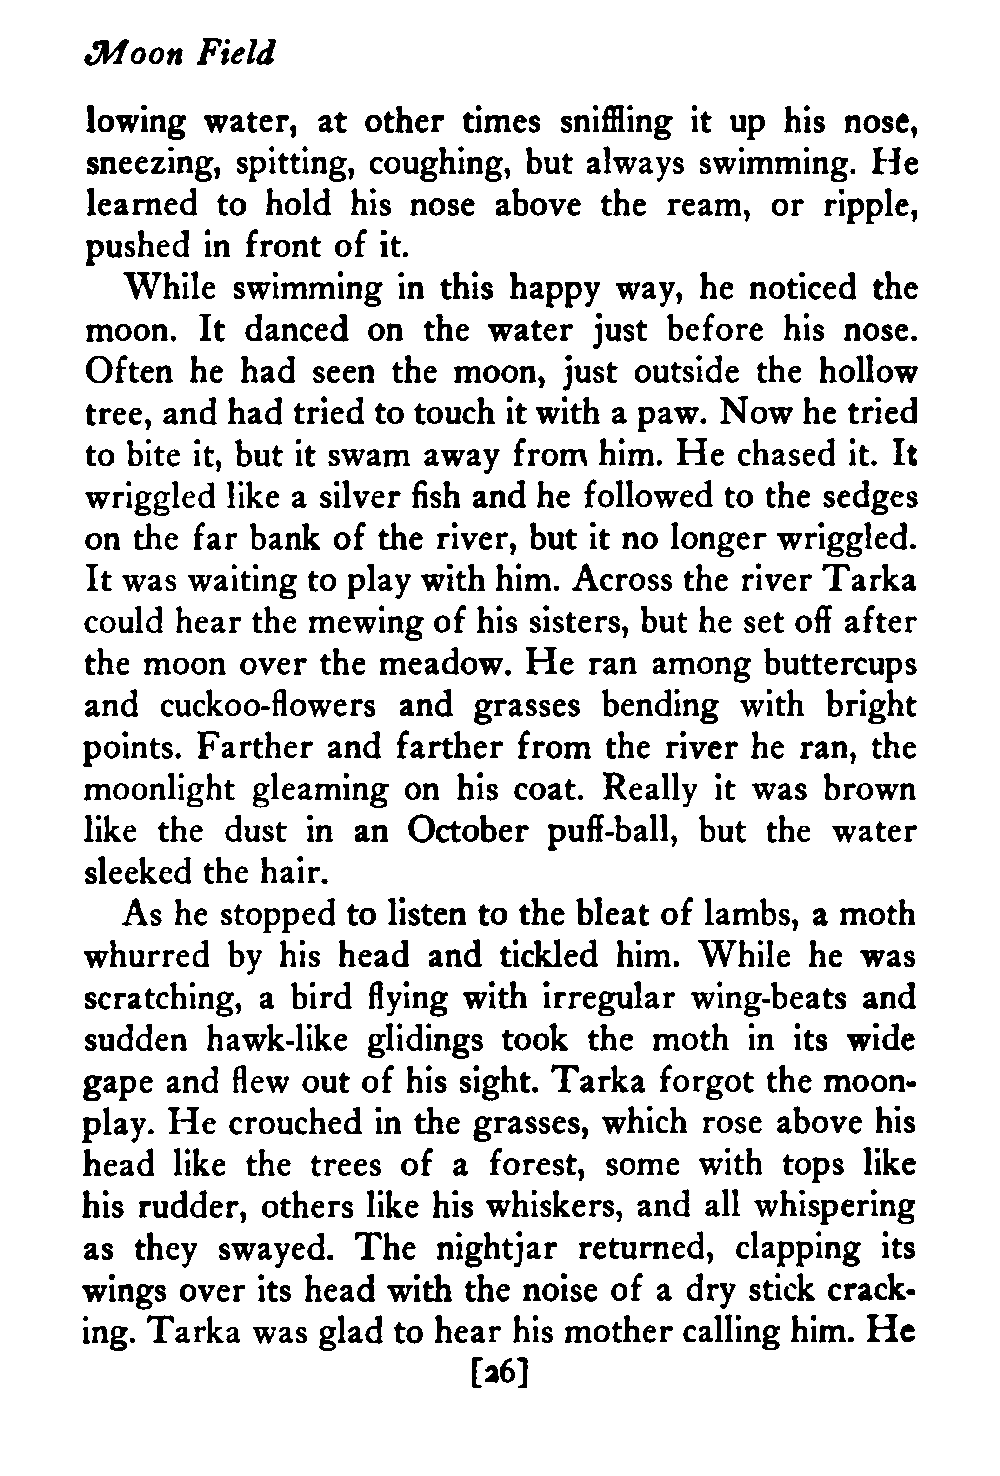 Moon Field
lowing water, at other times sniffling it up his nose,
sneezing, spitting, coughing, but always swimming. He
learned to hold his nose above the ream, or ripple,
pushed in front of it.
While swimming in this happy way, he noticed the
moon. It danced on the water just before his nose.
Often he had seen the moon, just outside the hollow
tree, and had tried to touch it with a paw. Now he tried
to bite it, but it swam away from him. He chased it. It
wriggled like a silver fish and he followed to the sedges
on the far bank of the river, but it no longer wriggled.
It was waiting to play with him. Across the river Tarka
could hear the mewing of his sisters, but he set off after
the moon over the meadow. He ran among buttercups
and cuckoo-flowers and grasses bending with bright
points. Farther and farther from the river he ran, the
moonlight gleaming on his coat. Really it was brown
like the dust in an October puff-ball, but the water
sleeked the hair.
As he stopped to listen to the bleat of lambs, a moth
whurred by his head and tickled him. While he was
scratching, a bird flying with irregular wing-beats and
sudden hawk-like glidings took the moth in its wide
gape and flew out of his sight. Tarka forgot the moon-
play. He crouched in the grasses, which rose above his
head like the trees of a forest, some with tops like
his rudder, others like his whiskers, and all whispering
as they swayed. The nightjar returned, clapping its
wings over its head with the noise of a dry stick crack-
ing. Tarka was glad to hear his mother calling him. He
[26]